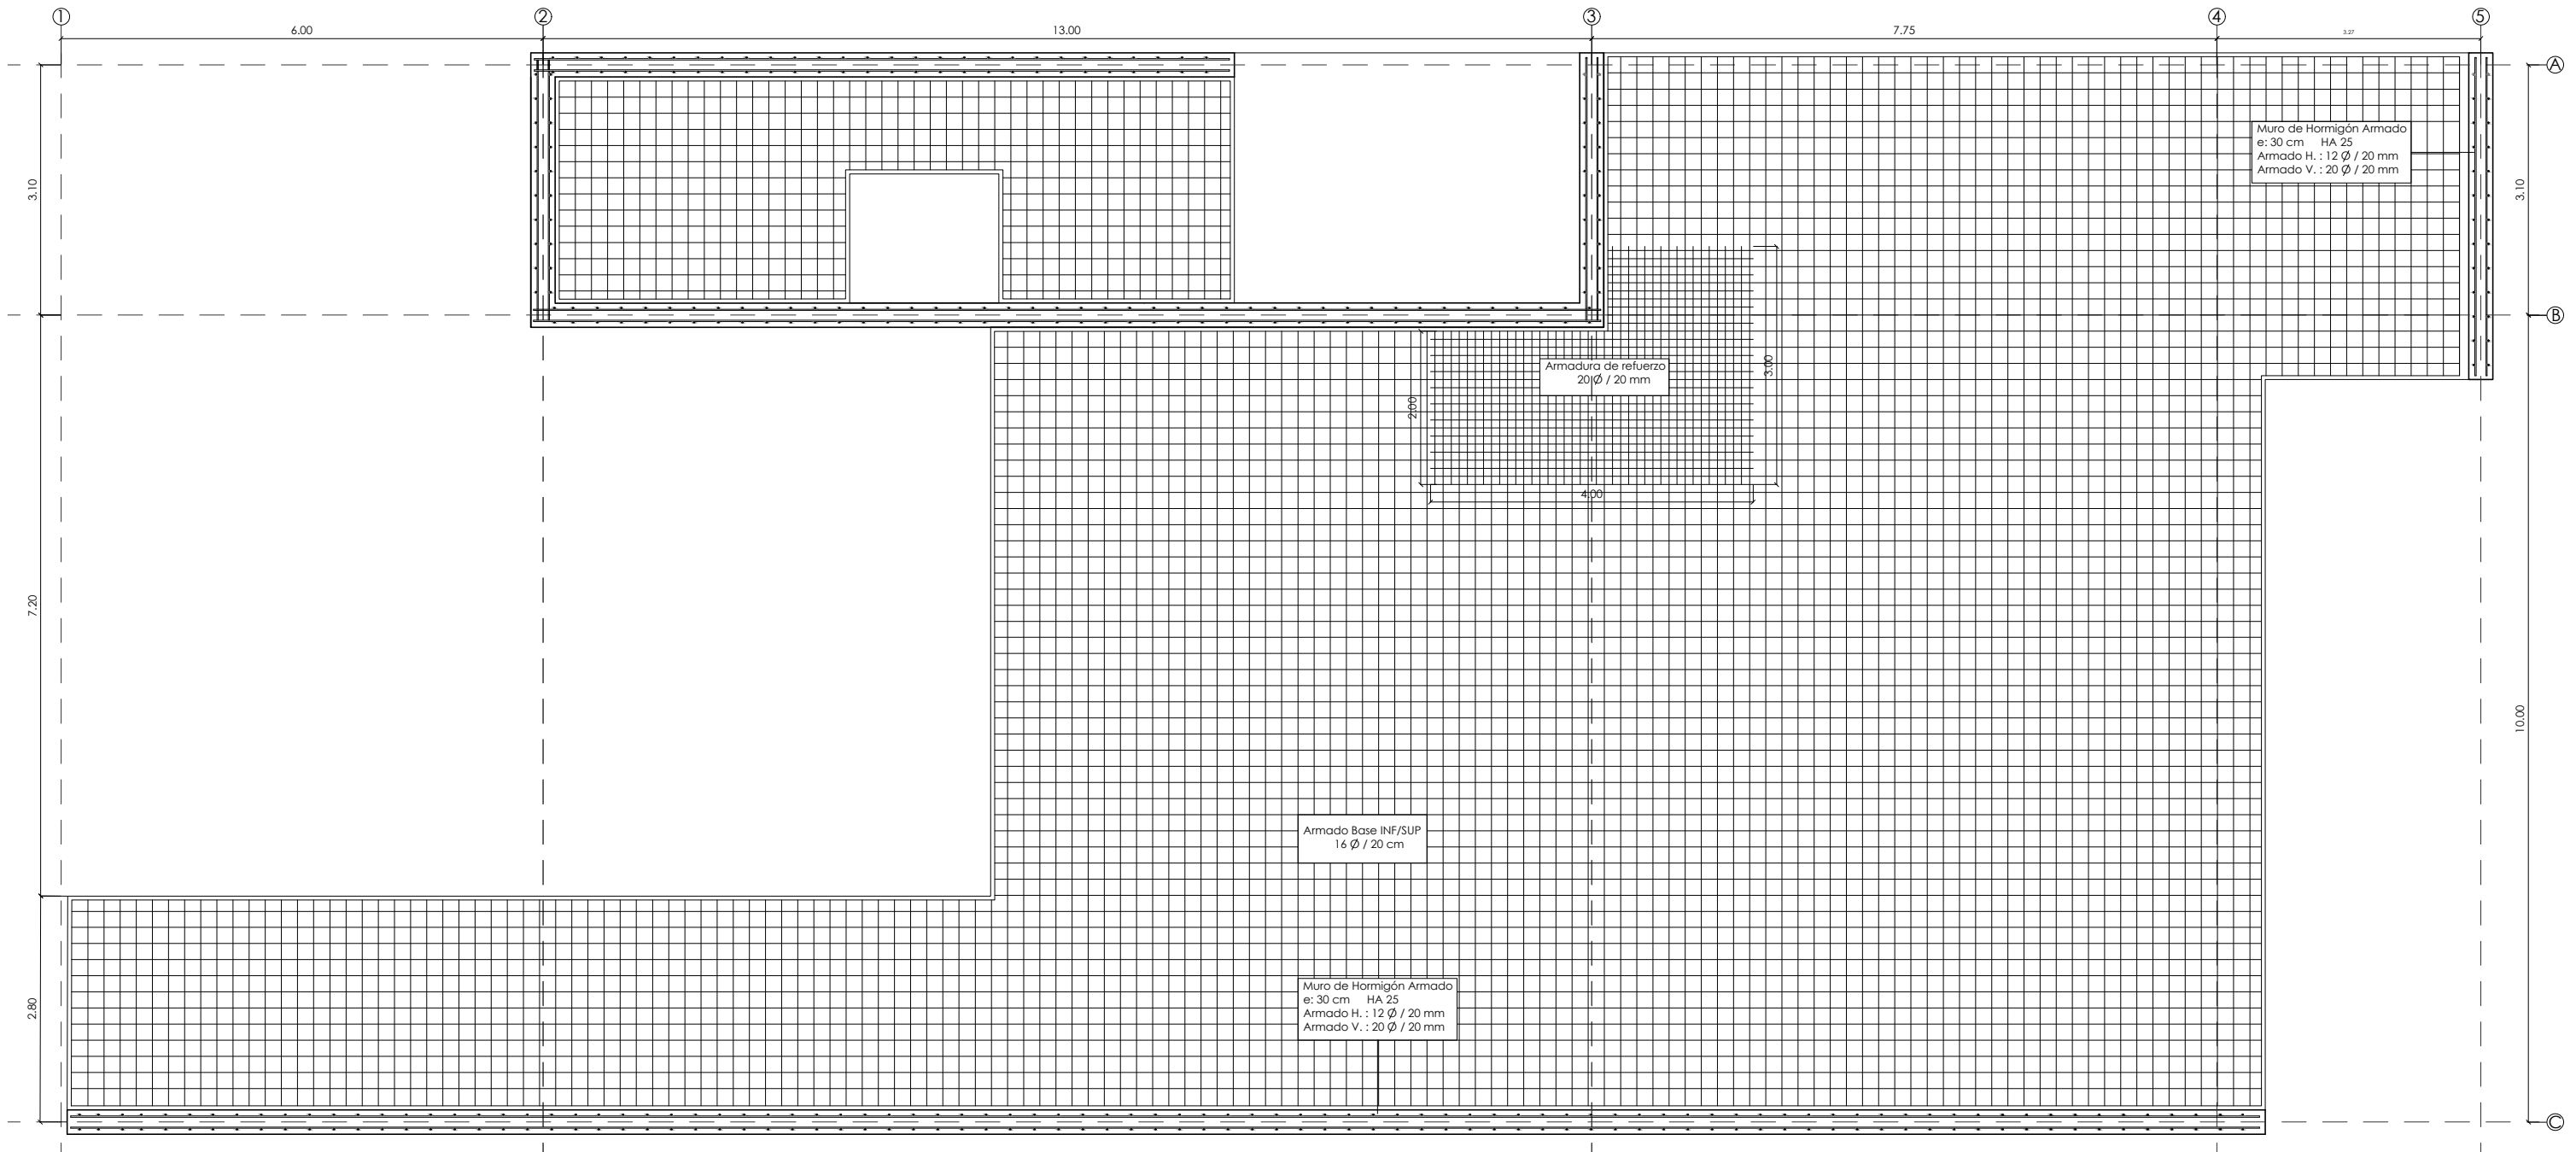 1 2 3 4 5
6.00 13.00 7.75 3.27
A
Muro de Hormigón Armado
e: 30 cm HA 25
Armado H. : 12 Ø / 20 mm
Armado V. : 20 Ø / 20 mm
3.10
3.10
B
Armadura de refuerzo
20 Ø / 20 mm
3.00
2.00
4.00
7.20
10.00
Armado Base INF/SUP
16 Ø / 20 cm
Muro de Hormigón Armado
e: 30 cm HA 25
Armado H. : 12 Ø / 20 mm
Armado V. : 20 Ø / 20 mm
2.80
C